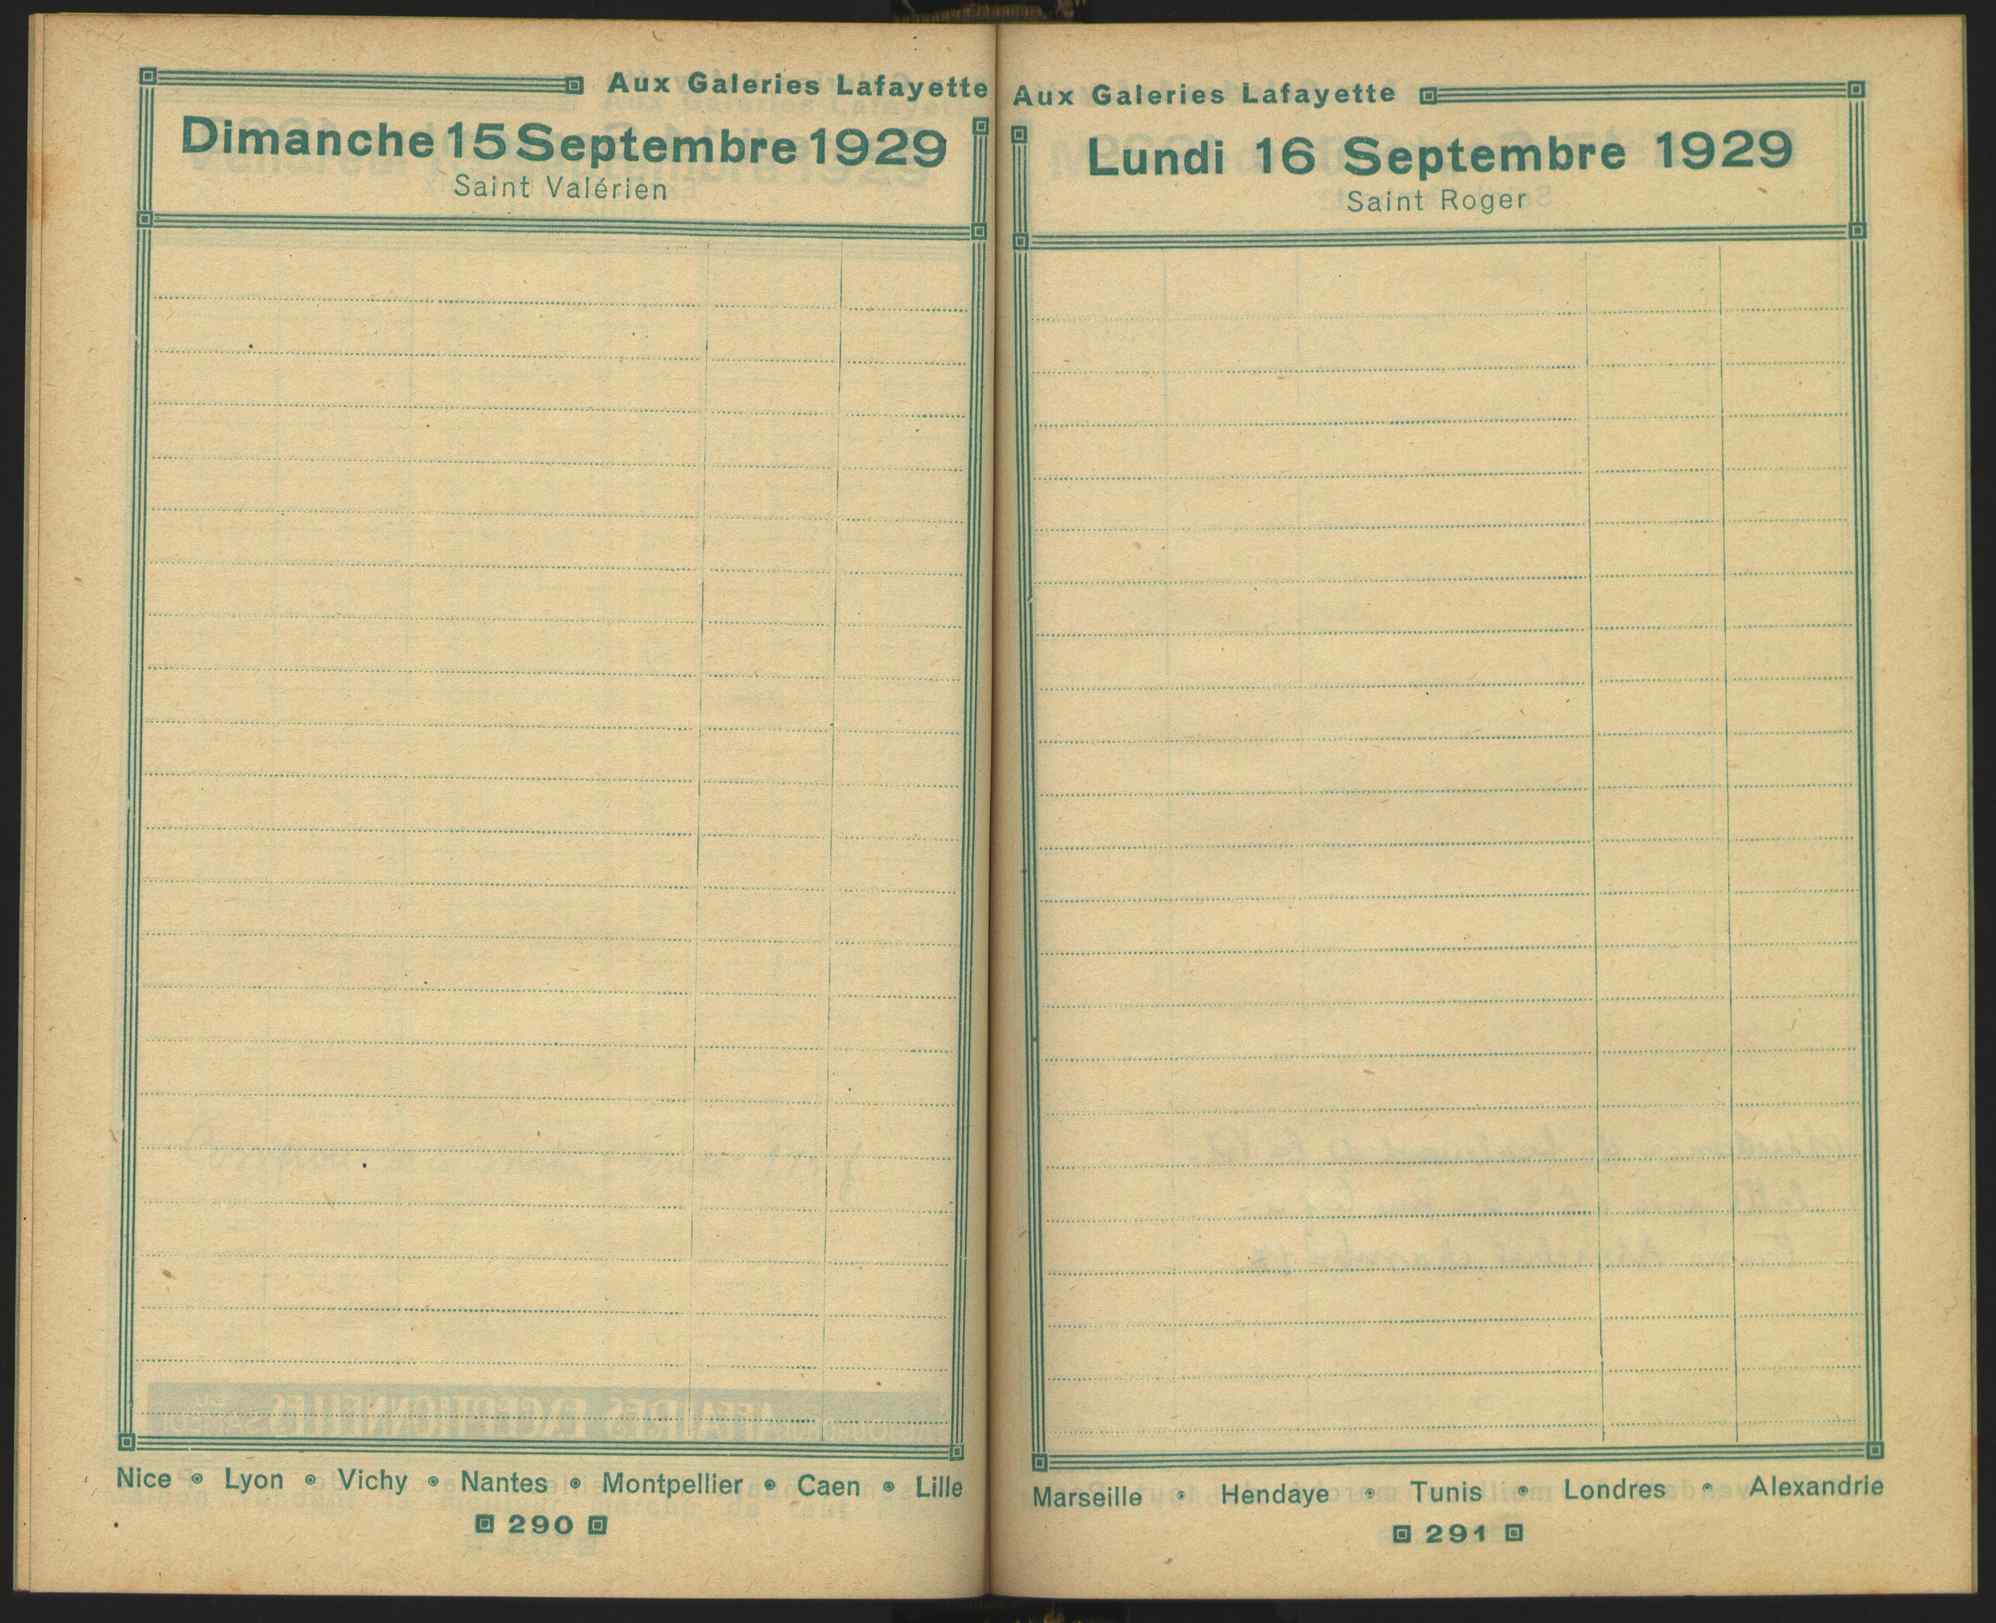 Aux Galeries Lafayette
Dimanche 15 Septembre 1929
Saint Valérien
Nice • Lyon • Vichy • Nantes • Montpellier • Caen • Lille
290
Aux Galeries Lafayette
Lundi 16 Septembre 1929
Saint Roger
Marseille • Hendaye • Tunis • Londres • Alexandrie
291